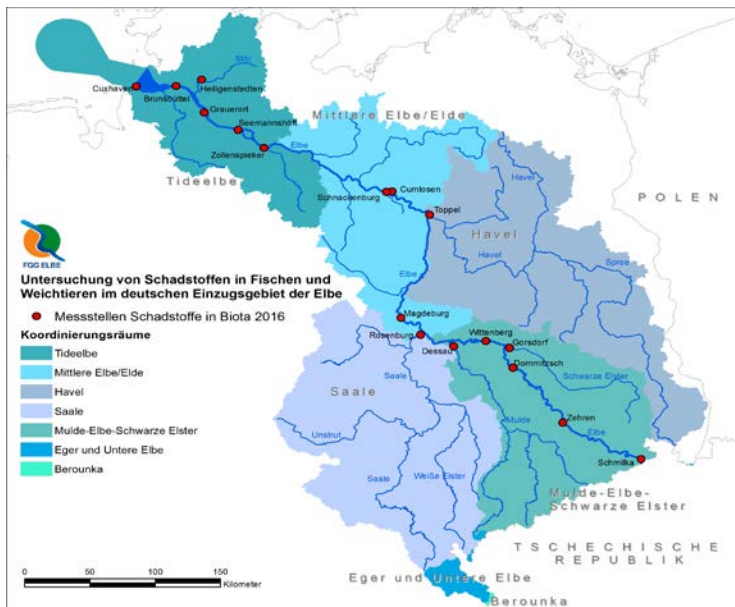 Stör
Cuxhaven
Brunsbüttel
Heiligenstedten
Grauerort
Seemannshöft
Zollenspieker
Tideelbe
Mittlere Elbe/Elde
Elbe
Schnackenburg
Cumlosen
Toppel
Havel
POLEN
Havel
Havel
Spree
Elbe
FGG ELBE
Untersuchung von Schadstoffen in Fischen und
Weichtieren im deutschen Einzugsgebiet der Elbe
Messstellen Schadstoffe in Biota 2016
Koordinierungsräume
Tideelbe
Mittlere Elbe/Elde
Havel
Saale
Mulde-Elbe-Schwarze Elster
Eger und Untere Elbe
Berounka
Magdeburg
Rosenburg
Wittenberg
Dessau
Gorsdorf
Dommitzsch
Saale
Saale
Schwarze Elster
Unstrut
Mulde
Zehren
Elbe
Saale
Weiße Elster
Schmilka
Mulde-Elbe-
Schwarze Elster
TSCHECHISCHE
REPUBLIK
Eger und Untere Elbe
Berounka
0 50 100 150
Kilometer